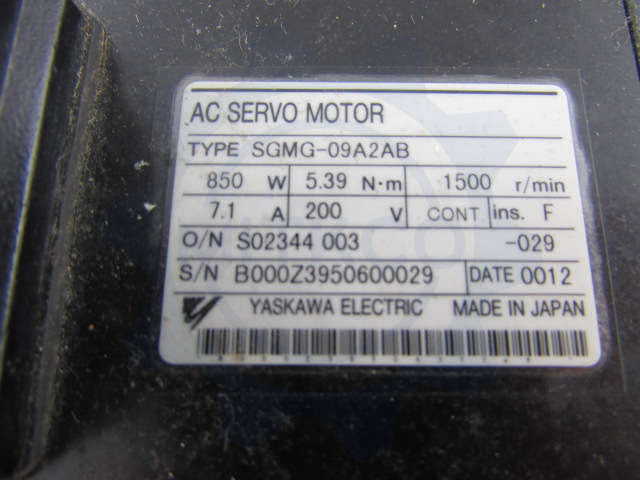 AC SERVO MOTOR
TYPE SGMG-09A2AB
850 W 5.39 N·m 1500 r/min
7.1 A 200 V CONT ins. F
O/N S02344 003 -029
S/N B000Z3950600029 DATE 0012
YASKAWA ELECTRIC MADE IN JAPAN